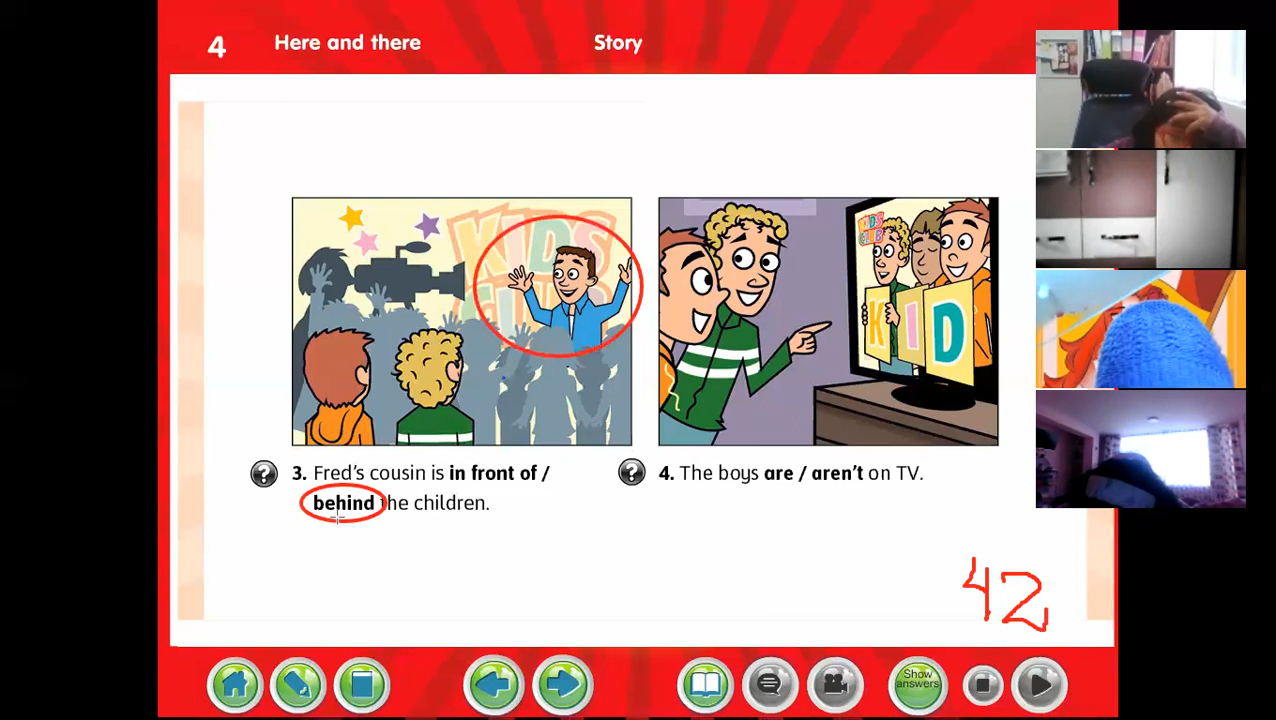 4 Here and there Story
KIDS
CLUB
KIDS
CLUB
K I D
3. Fred's cousin is in front of /
behind the children.
4. The boys are / aren't on TV.
42
Show
answers